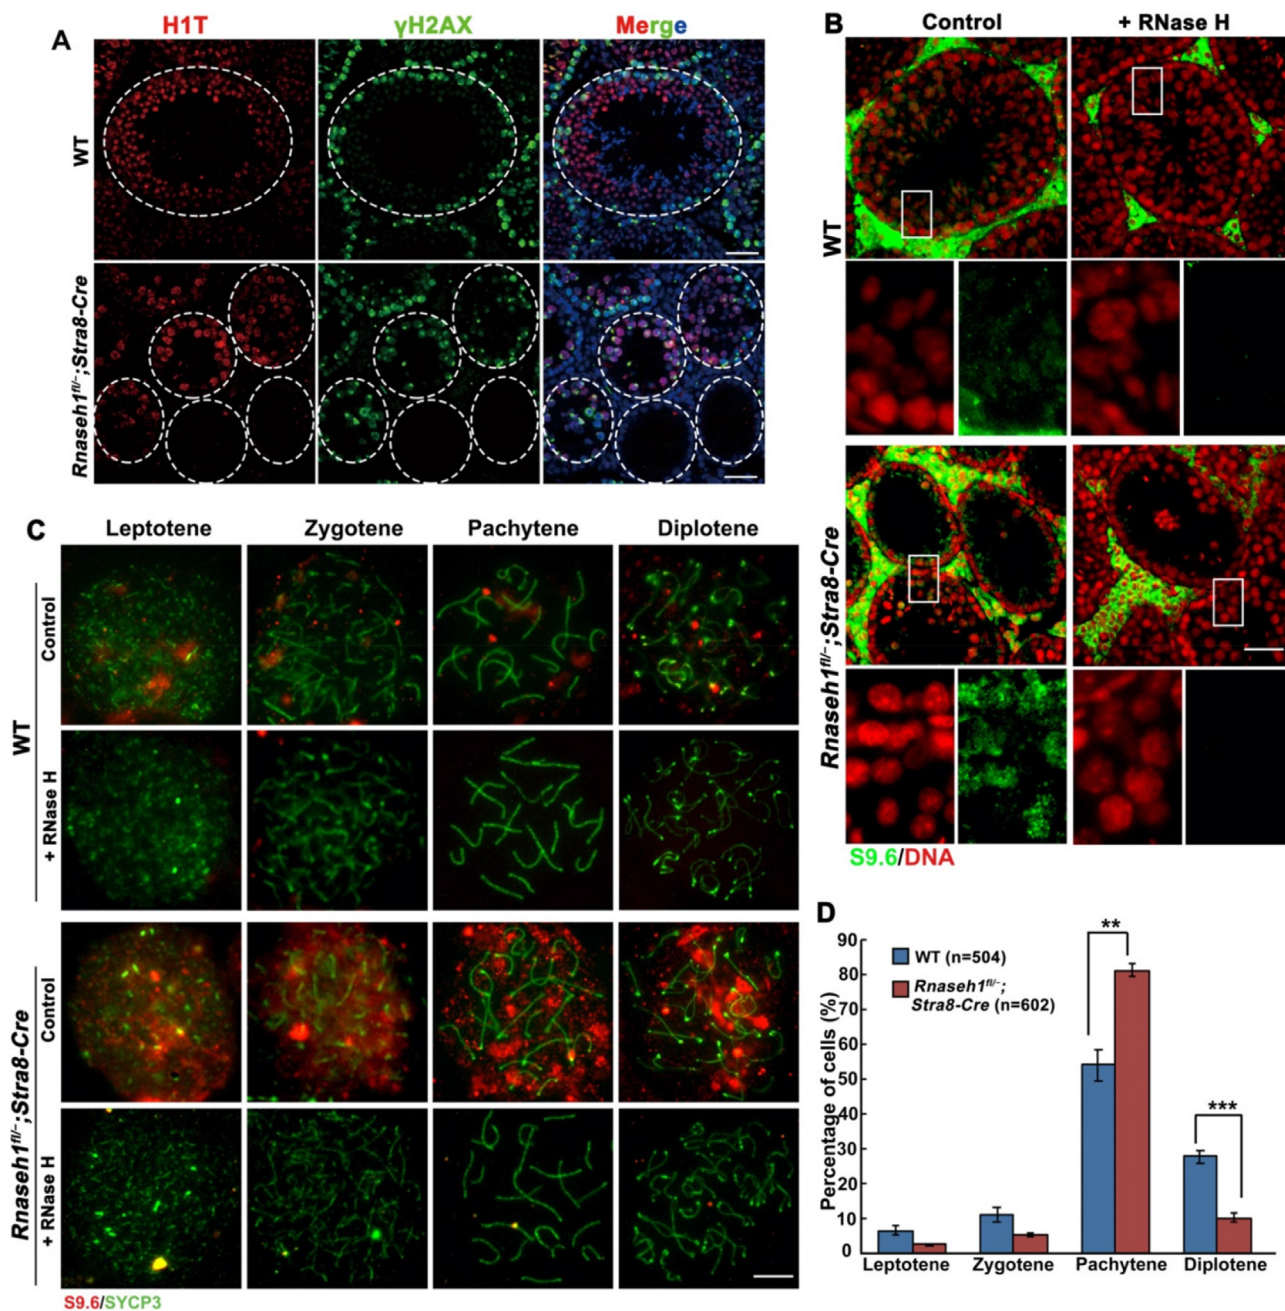 A
H1T
γH2AX
Merge
WT
Rnaseh1fl/–;Stra8-Cre
B
Control
+ RNase H
WT
Rnaseh1fl/–;Stra8-Cre
S9.6/DNA
C
Leptotene
Zygotene
Pachytene
Diplotene
WT
Control
+ RNase H
Rnaseh1fl/–;Stra8-Cre
Control
+ RNase H
S9.6/SYCP3
D
Percentage of cells (%)
90
80
70
60
50
40
30
20
10
0
WT (n=504)
Rnaseh1fl/–;
Stra8-Cre (n=602)
**
***
Leptotene
Zygotene
Pachytene
Diplotene